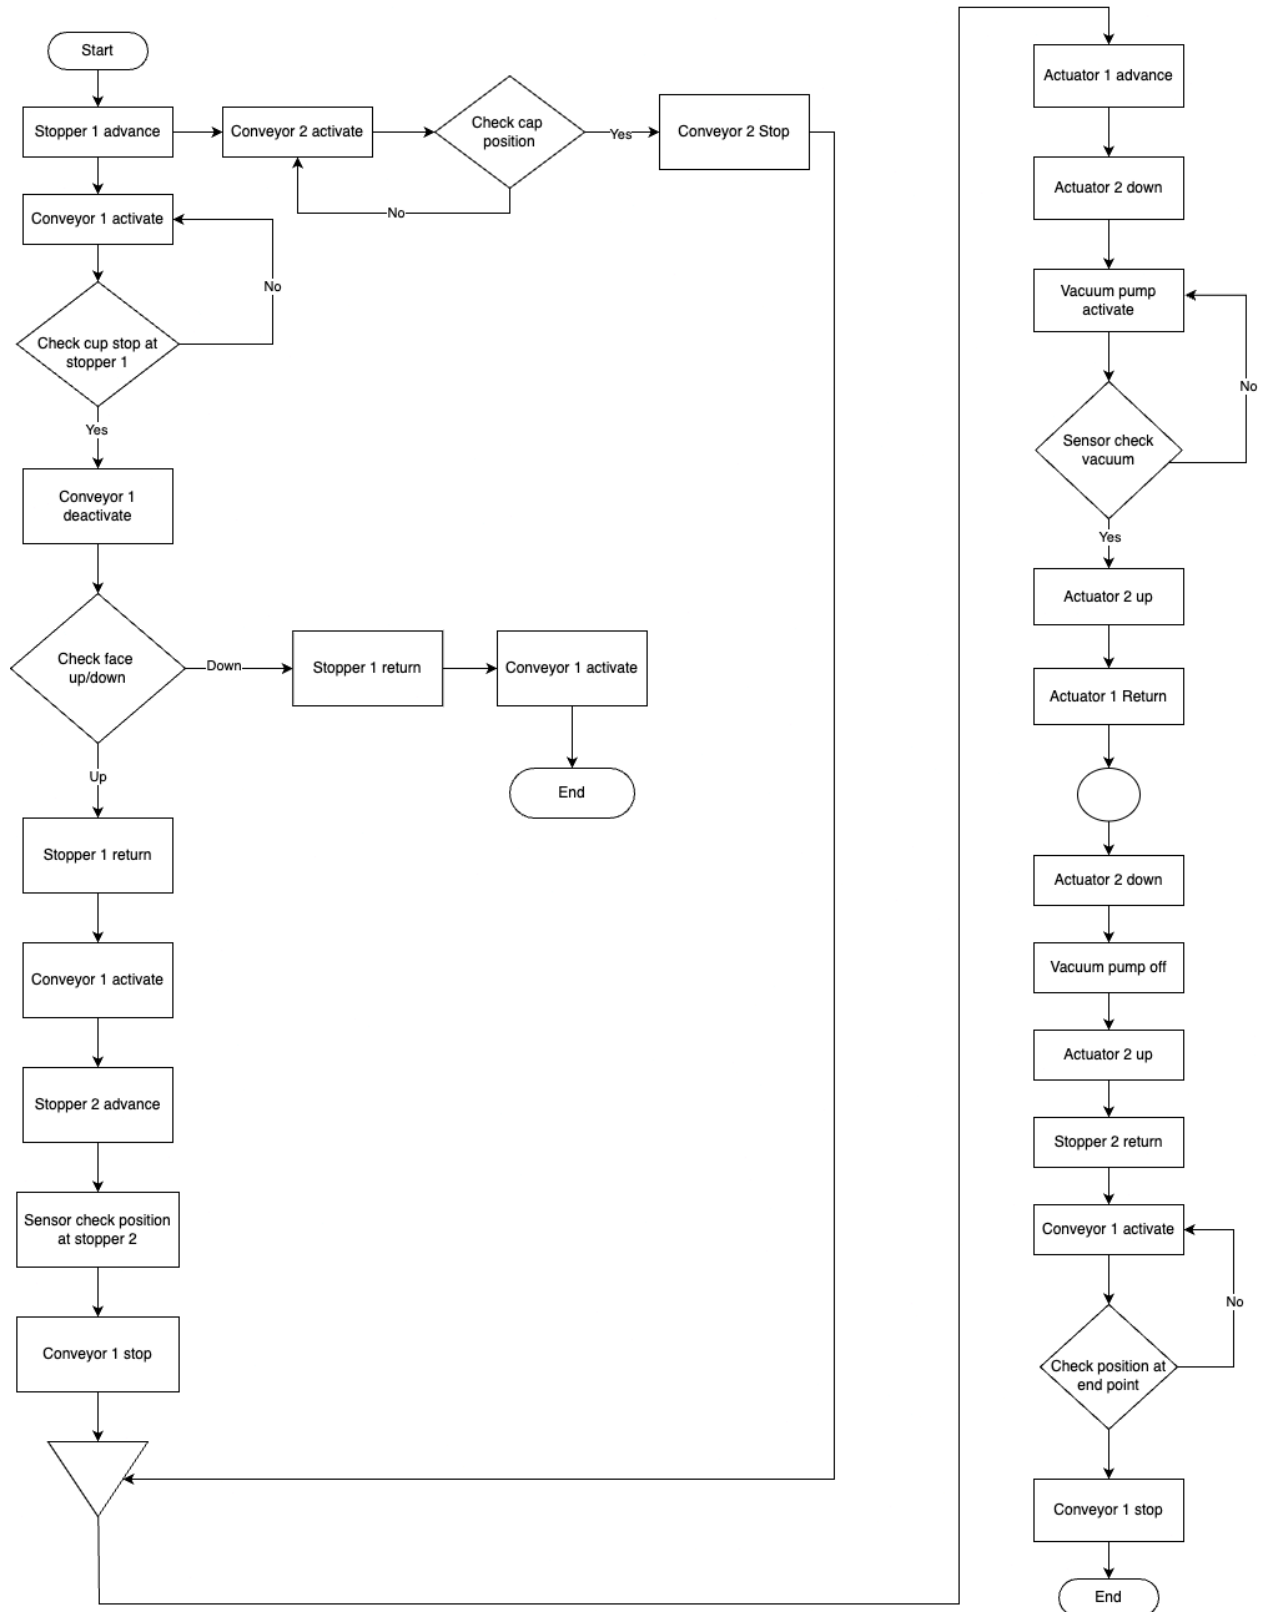 Start
Stopper 1 advance
Conveyor 2 activate
Check cap
position
Yes
Conveyor 2 Stop
No
Conveyor 1 activate
No
Check cup stop at
stopper 1
Yes
Conveyor 1
deactivate
Check face
up/down
Down
Stopper 1 return
Conveyor 1 activate
End
Up
Stopper 1 return
Conveyor 1 activate
Stopper 2 advance
Sensor check position
at stopper 2
Conveyor 1 stop
Actuator 1 advance
Actuator 2 down
Vacuum pump
activate
No
Sensor check
vacuum
Yes
Actuator 2 up
Actuator 1 Return
Actuator 2 down
Vacuum pump off
Actuator 2 up
Stopper 2 return
Conveyor 1 activate
No
Check position at
end point
Conveyor 1 stop
End